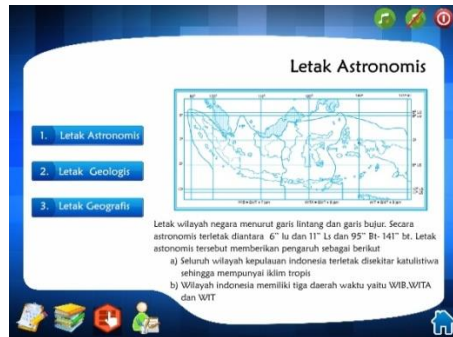 Letak Astronomis
1. Letak Astronomis
2. Letak Geologis
3. Letak Geografis
Letak wilayah negara menurut garis lintang dan garis bujur. Secara
astronomis terletak diantara 6" lu dan 11" Ls dan 95" Bt- 141" bt. Letak
astonomis tersebut memberikan pengaruh sebagai berikut
a) Seluruh wilayah kepulauan indonesia terletak disekitar katulistiwa
sehingga mempunyai iklim tropis
b) Wilayah indonesia memiliki tiga daerah waktu yaitu WIB,WITA
dan WIT